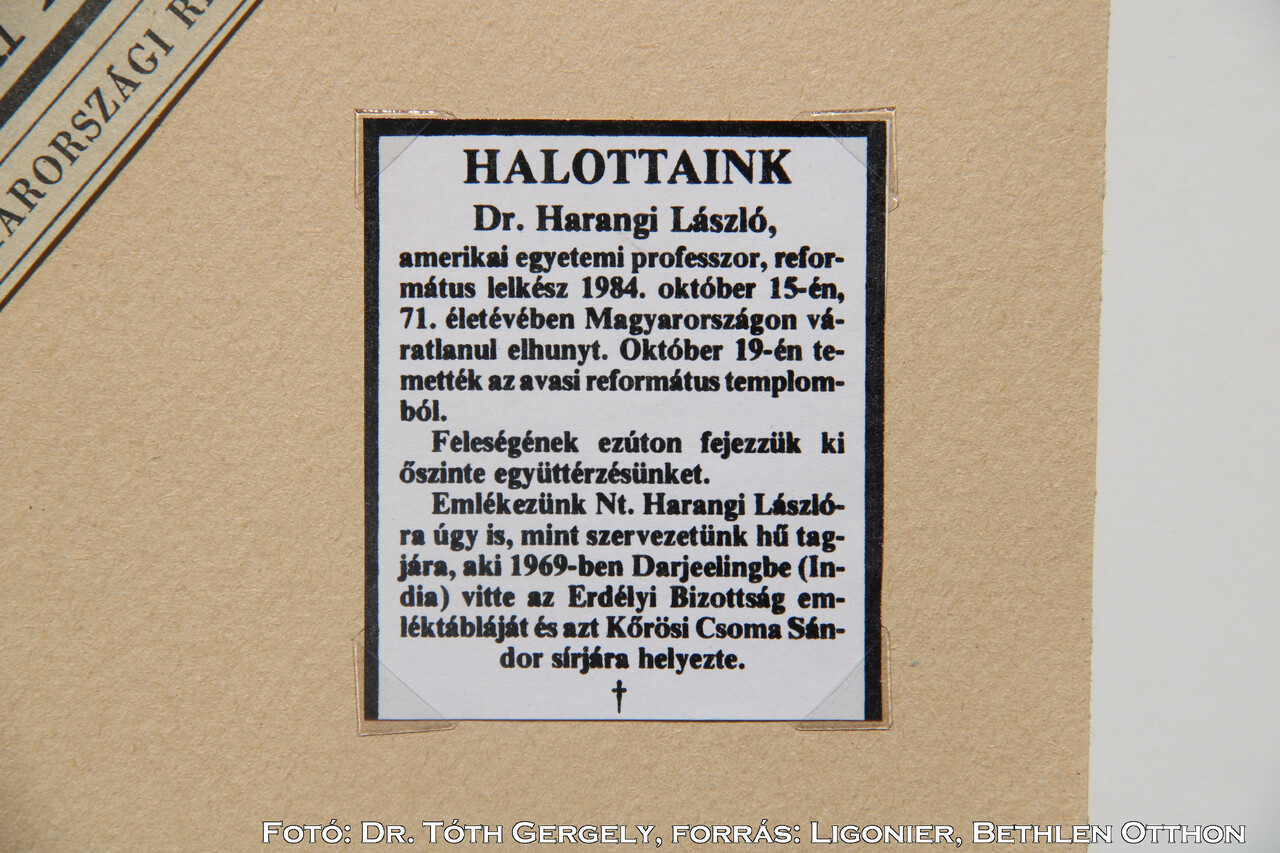 ARORSZÁGI R
HALOTTAINK
Dr. Harangi László,
amerikai egyetemi professzor, refor-
mátus lelkész 1984. október 15-én,
71. életévében Magyarországon vá-
ratlanul elhunyt. Október 19-én te-
mették az avasi református templom-
ból.
Feleségének ezúton fejezzük ki
őszinte együttérzésünket.
Emlékezünk Nt. Harangi László-
ra úgy is, mint szervezetünk hű tag-
jára, aki 1969-ben Darjeelingbe (In-
dia) vitte az Erdélyi Bizottság em-
léktábláját és azt Kőrösi Csoma Sán-
dor sírjára helyezte.
†
Fotó: Dr. Tóth Gergely, forrás: Ligonier, Bethlen Otthon